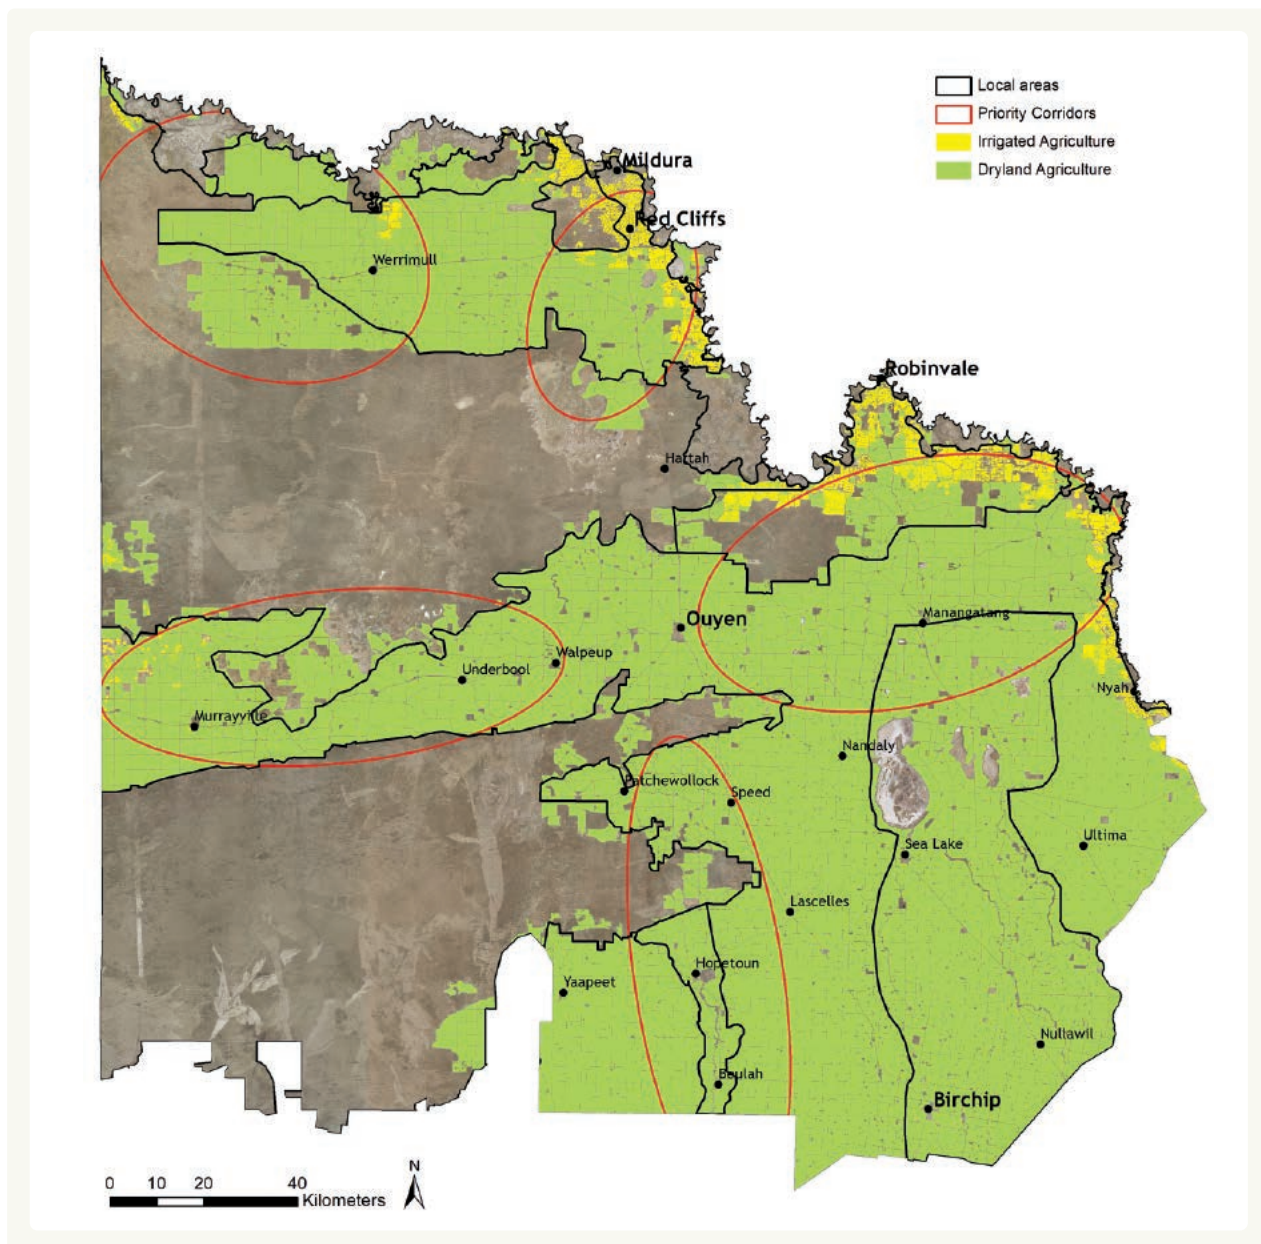 Local areas
Priority Corridors
Irrigated Agriculture
Dryland Agriculture
Mildura
Red Cliffs
Werrimull
Robinvale
Hattah
Manangatang
Ouyen
Walpeup
Underbool
Nyah
Murrayville
Nandaly
Patchewollock
Speed
Ultima
Sea Lake
Lascelles
Hopetoun
Yaapeet
Nullawil
Beulah
Birchip
N
0 10 20 40
Kilometers